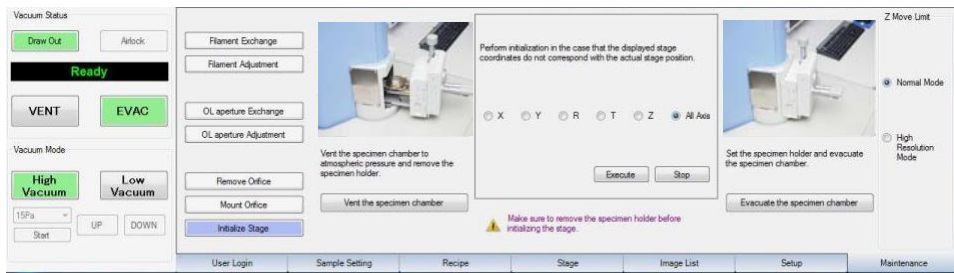 Vacuum Status
Draw Out
Airlock
Ready
VENT
EVAC
Vacuum Mode
High
Vacuum
Low
Vacuum
15Pa
Start
UP
DOWN
Filament Exchange
Filament Adjustment
OL aperture Exchange
OL aperture Adjustment
Remove Orifice
Mount Orifice
Initialize Stage
Vent the specimen chamber to
atmospheric pressure and remove the
specimen holder.
Vent the specimen chamber
Perform initialization in the case that the displayed stage
coordinates do not correspond with the actual stage position.
X
Y
R
T
Z
All Axis
Execute
Stop
Make sure to remove the specimen holder before
initializing the stage.
Set the specimen holder and evacuate
the specimen chamber.
Evacuate the specimen chamber
Z Move Limit
Normal Mode
High
Resolution
Mode
User Login
Sample Setting
Recipe
Stage
Image List
Setup
Maintenance